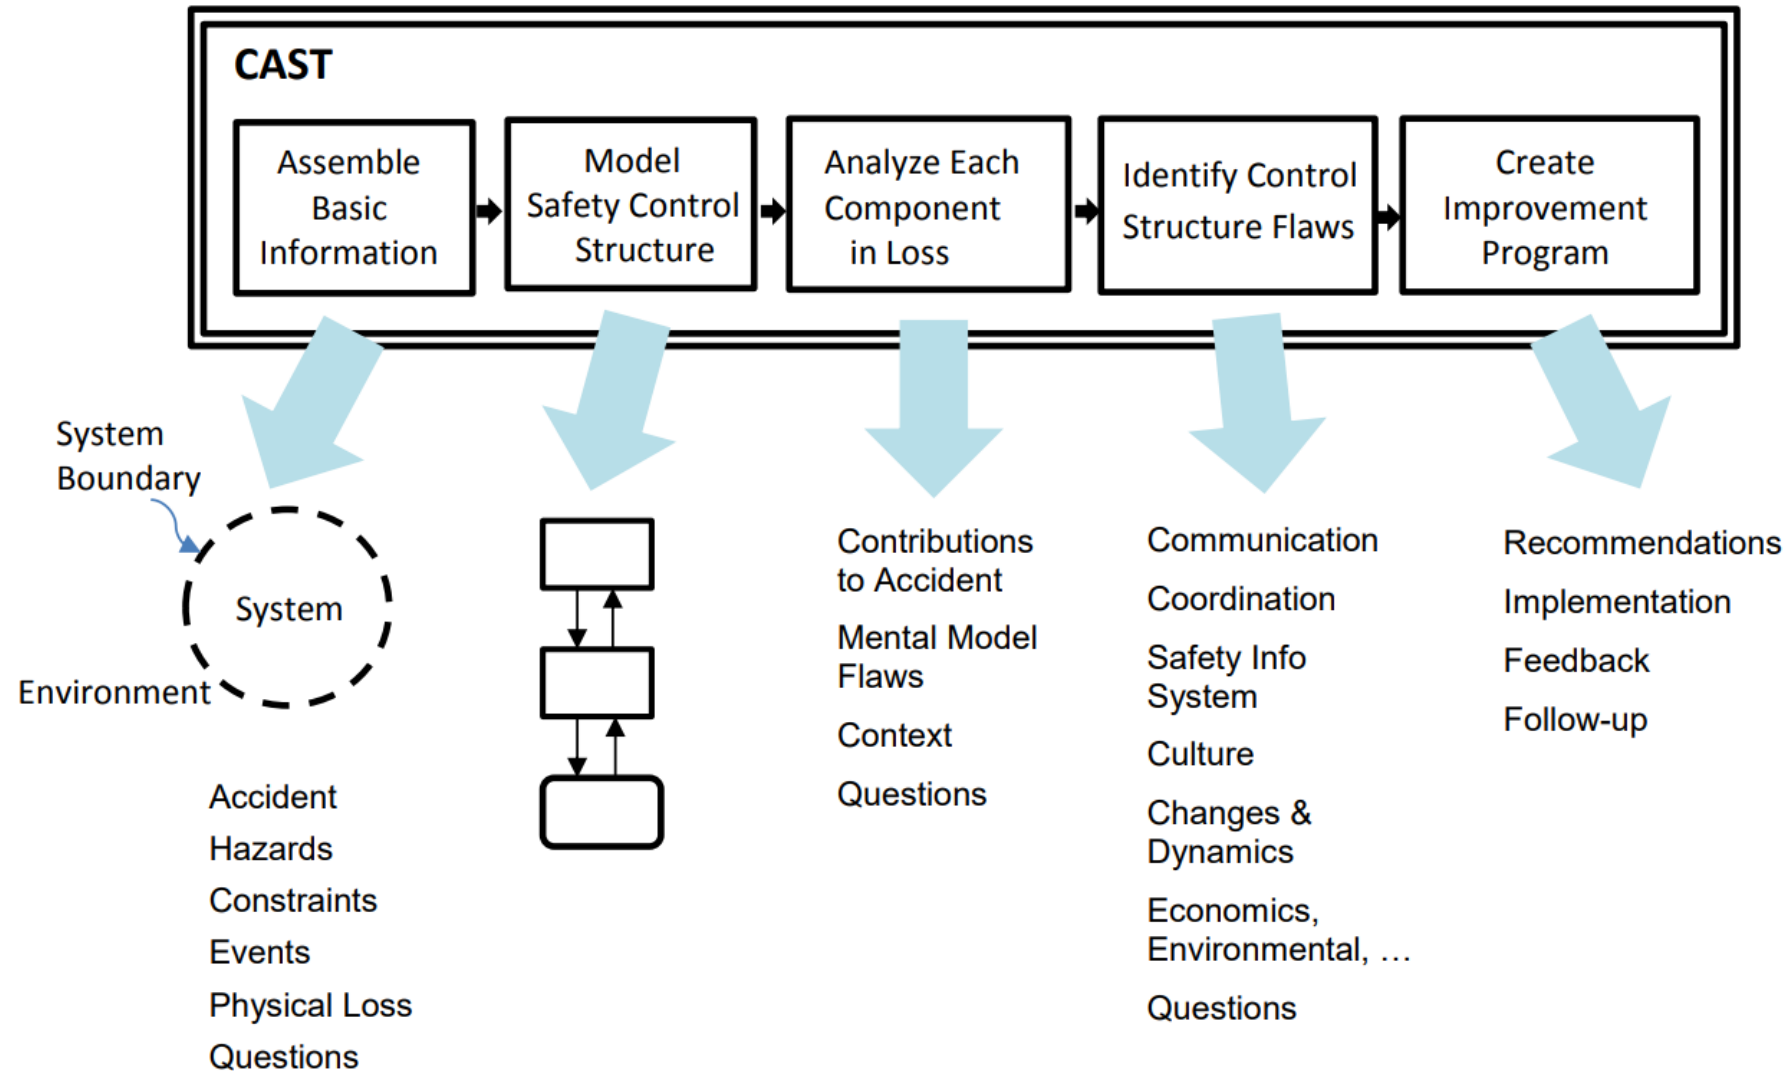 CAST
Assemble
Basic
Information
Model
Safety Control
Structure
Analyze Each
Component
in Loss
Identify Control
Structure Flaws
Create
Improvement
Program
System
Boundary
System
Environment
Accident
Hazards
Constraints
Events
Physical Loss
Questions
Contributions
to Accident
Mental Model
Flaws
Context
Questions
Communication
Coordination
Safety Info
System
Culture
Changes &
Dynamics
Economics,
Environmental, …
Questions
Recommendations
Implementation
Feedback
Follow-up